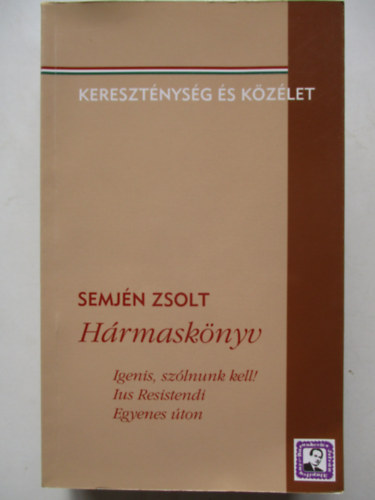 KERESZTÉNYSÉG ÉS KÖZÉLET
SEMJÉN ZSOLT
Hármaskönyv
Igenis, szólnunk kell!
Ius Resistendi
Egyenes úton